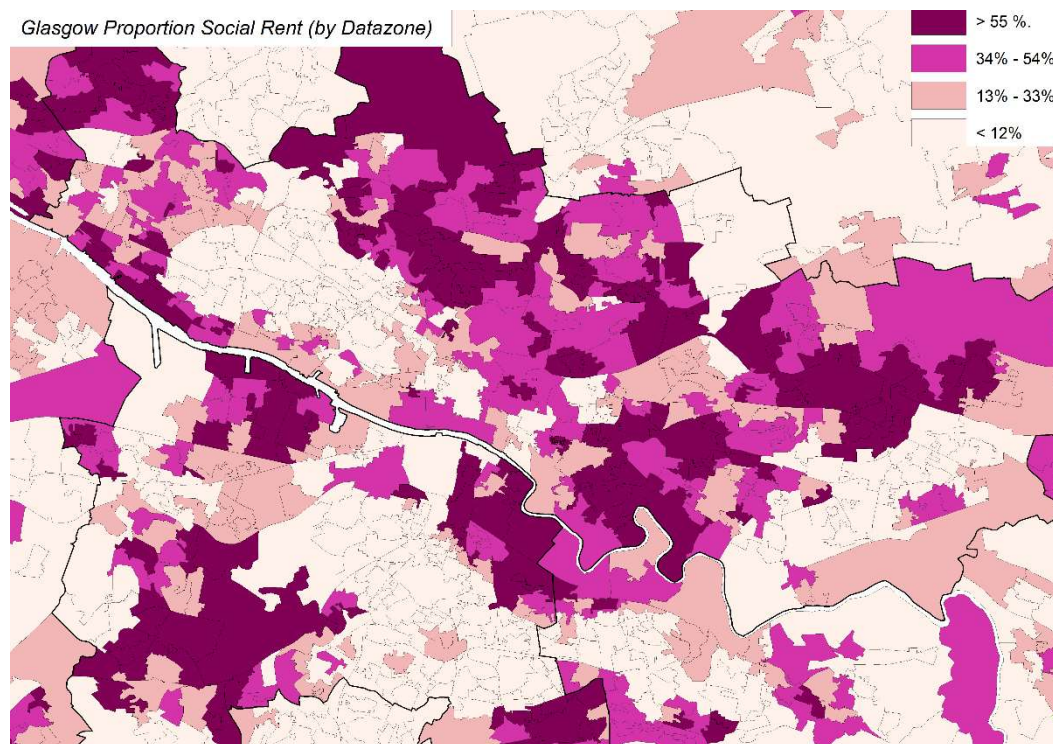 Glasgow Proportion Social Rent (by Datazone)
> 55 %.
34% - 54%
13% - 33%
< 12%